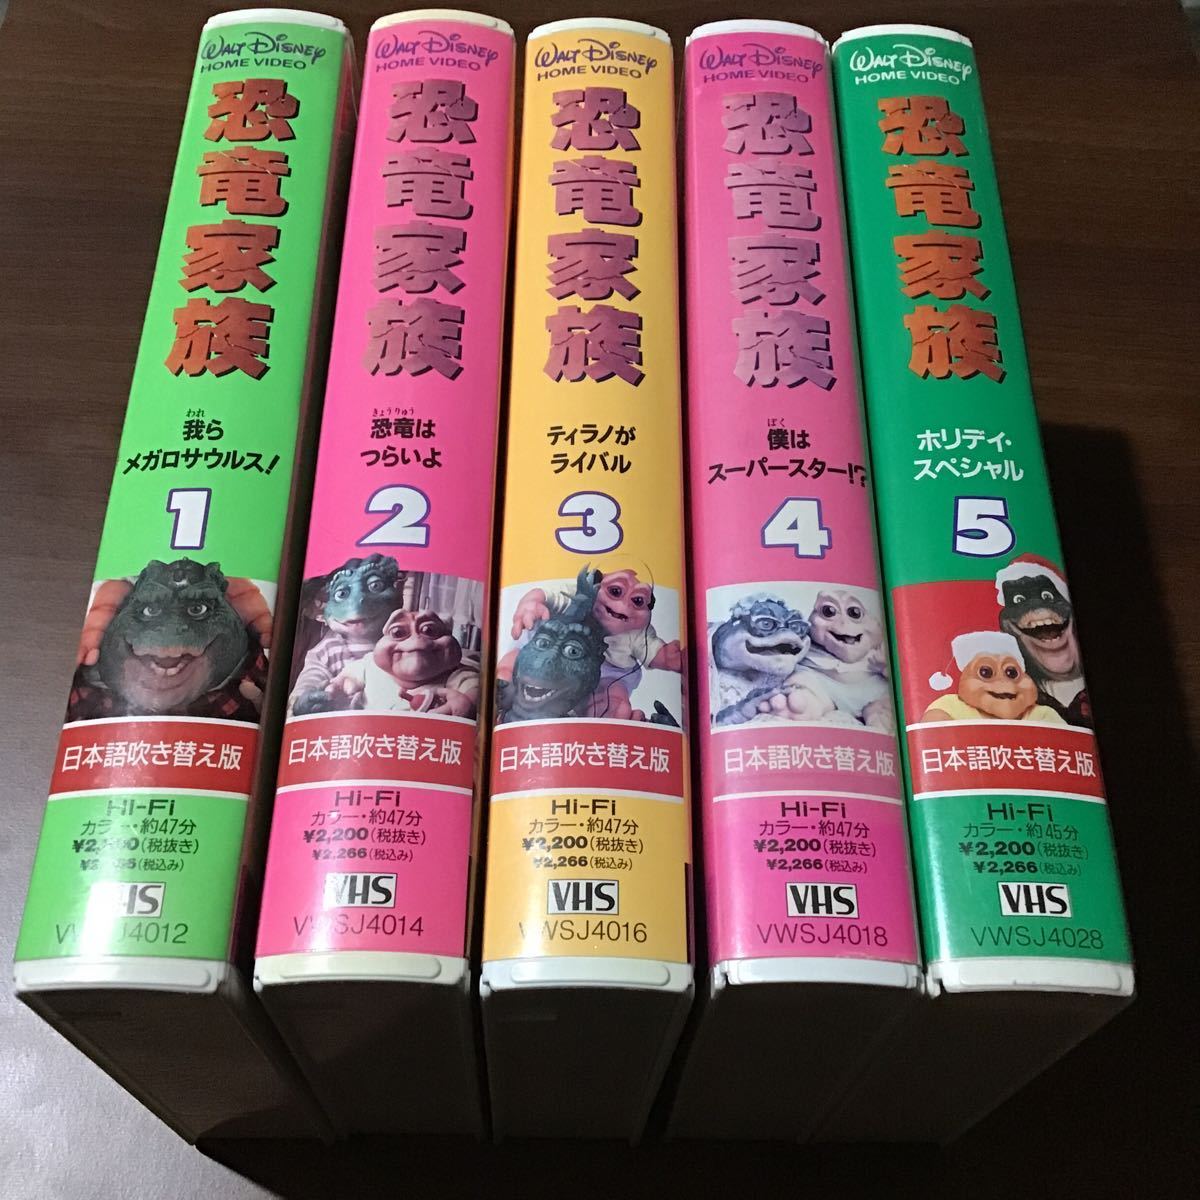 WALT DISNEY
HOME VIDEO
恐竜家族
われ
我ら
メガロサウルス!
1
日本語吹き替え版
Hi-Fi
カラー・約47分
(税抜き)
(税込み)
VHS
J4012
WALT DISNEY
HOME VIDEO
恐竜家族
きょうりゅう
恐竜は
つらいよ
2
日本語吹き替え版
Hi-Fi
カラー・約47分
¥2,200(税抜き)
¥2,266(税込み)
VHS
VWSJ4014
WALT DISNEY
HOME VIDEO
恐竜家族
ティラノが
ライバル
3
日本語吹き替え版
Hi-Fi
カラー・約47分
¥2,200(税抜き)
¥2,266(税込み)
VHS
VWSJ4016
WALT DISNEY
HOME VIDEO
恐竜家族
ぼく
僕は
スーパースター!?
4
日本語吹き替え版
Hi-Fi
カラー・約47分
¥2,200(税抜き)
¥2,266(税込み)
VHS
VWSJ4018
WALT DISNEY
HOME VIDEO
恐竜家族
ホリディ・
スペシャル
5
日本語吹き替え版
Hi-Fi
カラー・約45分
¥2,200(税抜き)
¥2,266(税込み)
VHS
VWSJ4028